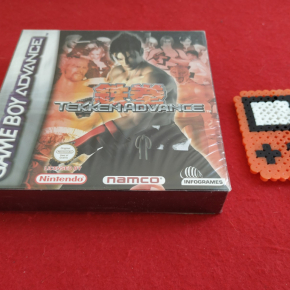 GAME BOY ADVANCE
TEKKEN ADVANCE
Nintendo
namco
INFOGRAMES